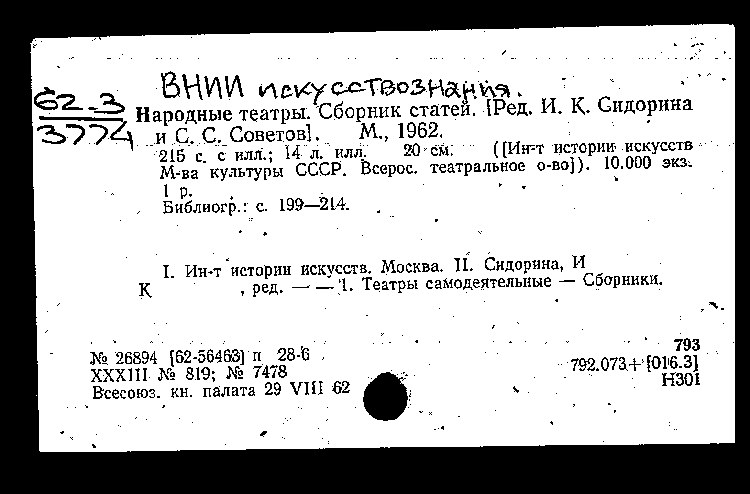 ВНИИ искусствознания.
62-3
3774
Народные театры. Сборник статей. [Ред. И. К. Сидорина
и С. С. Советов]. М., 1962.
215 с. с илл.; 14 л. илл. 20 см. ([Ин-т истории искусств
М-ва культуры СССР. Всерос. театральное о-во]). 10.000 экз.
1 р.
Библиогр.: с. 199—214.
I. Ин-т истории искусств. Москва. II. Сидорина, И
К , ред. — — 1. Театры самодеятельные — Сборники.
793
№ 26894 [62-56463] п 28-6
792.073+[016.3]
XXXIII № 819; № 7478
Н301
Всесоюз. кн. палата 29 VIII 62